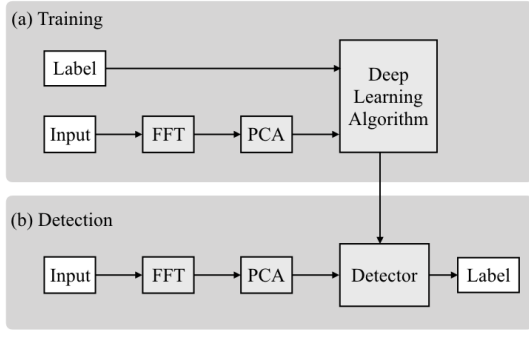 (a) Training
Label
Deep
Learning
Algorithm
Input
FFT
PCA
(b) Detection
Input
FFT
PCA
Detector
Label